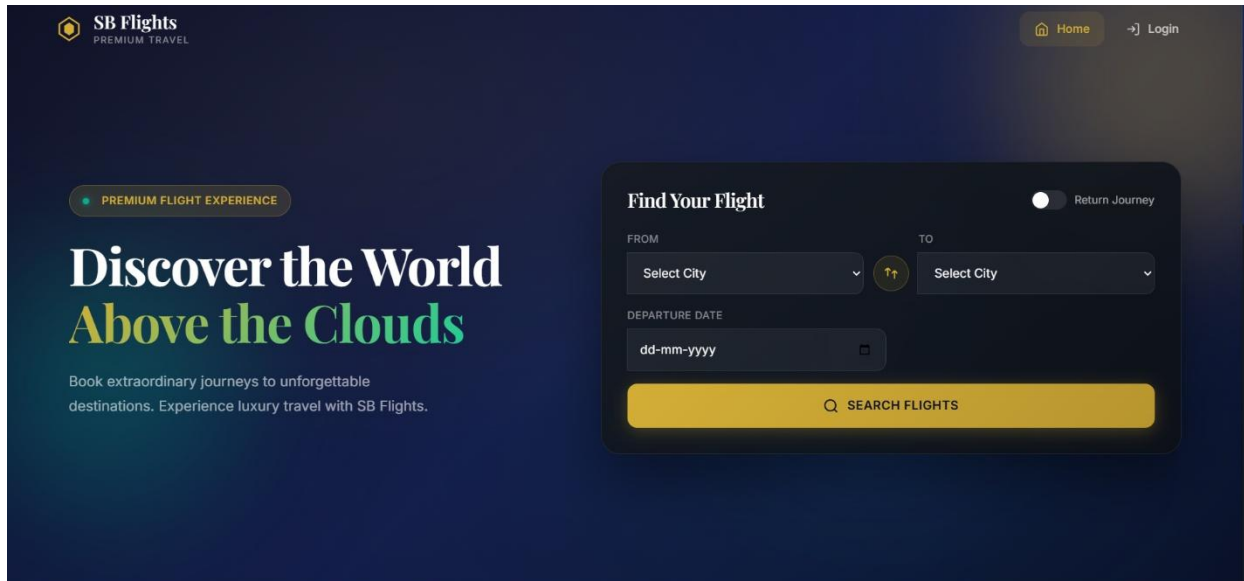 SB Flights
PREMIUM TRAVEL
Home
Login
PREMIUM FLIGHT EXPERIENCE
Discover the World
Above the Clouds
Book extraordinary journeys to unforgettable
destinations. Experience luxury travel with SB Flights.
Find Your Flight
Return Journey
FROM
TO
Select City
Select City
DEPARTURE DATE
dd-mm-yyyy
SEARCH FLIGHTS